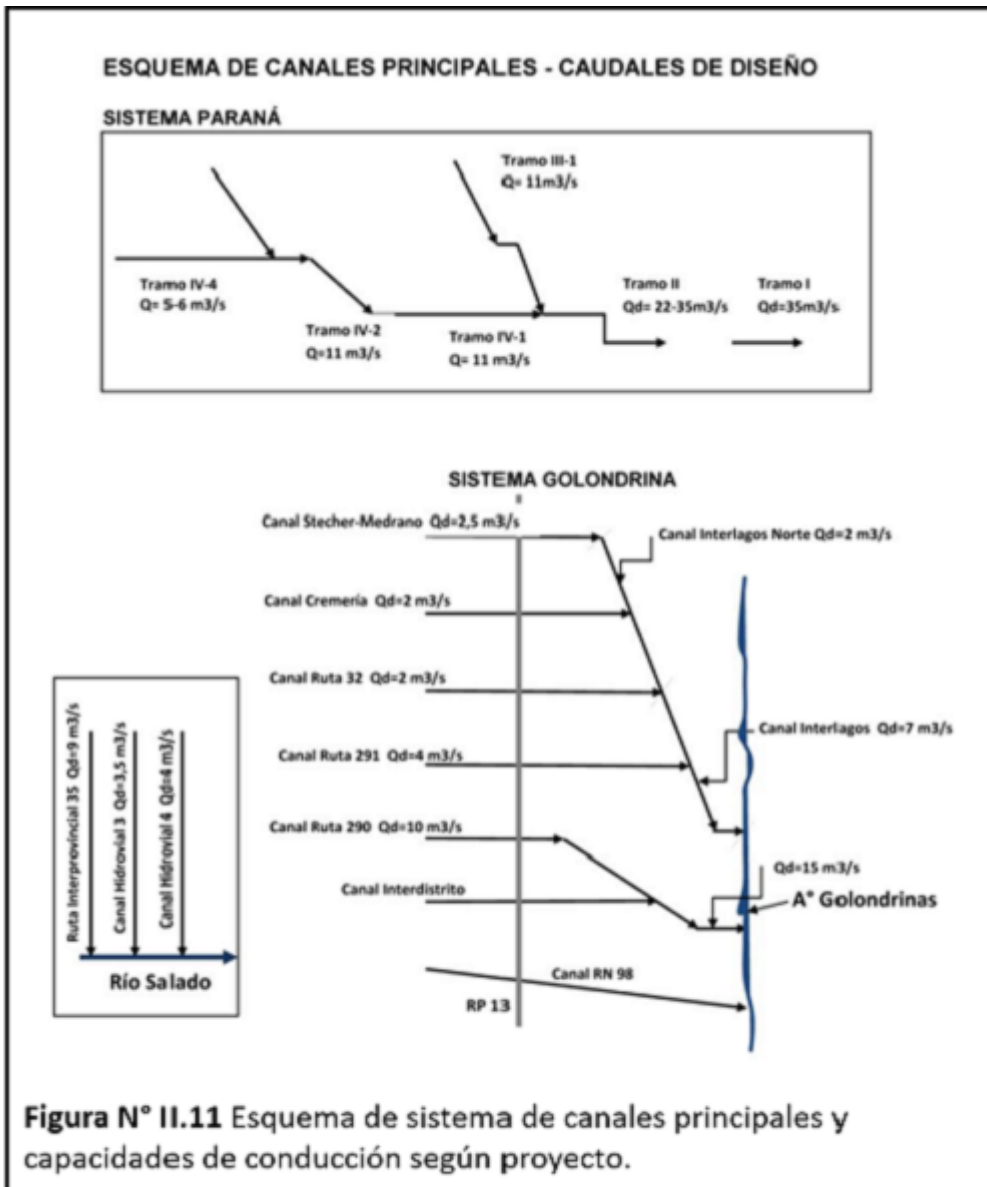 ESQUEMA DE CANALES PRINCIPALES - CAUDALES DE DISEÑO
SISTEMA PARANÁ
Tramo III-1
Q= 11m3/s
Tramo IV-4
Q= 5-6 m3/s
Tramo II
Qd= 22-35m3/s
Tramo I
Qd=35m3/s
Tramo IV-2
Q=11 m3/s
Tramo IV-1
Q= 11 m3/s
SISTEMA GOLONDRINA
Canal Stecher-Medrano Qd=2,5 m3/s
Canal Interlagos Norte Qd=2 m3/s
Canal Cremería Qd=2 m3/s
Canal Ruta 32 Qd=2 m3/s
Canal Interlagos Qd=7 m3/s
Canal Ruta 291 Qd=4 m3/s
Canal Ruta 290 Qd=10 m3/s
Qd=15 m3/s
Canal Interdistrito
A° Golondrinas
Canal RN 98
RP 13
Ruta Interprovincial 35 Qd=9 m3/s
Canal Hidrovial 3 Qd=3,5 m3/s
Canal Hidrovial 4 Qd=4 m3/s
Río Salado
Figura N° II.11 Esquema de sistema de canales principales y
capacidades de conducción según proyecto.